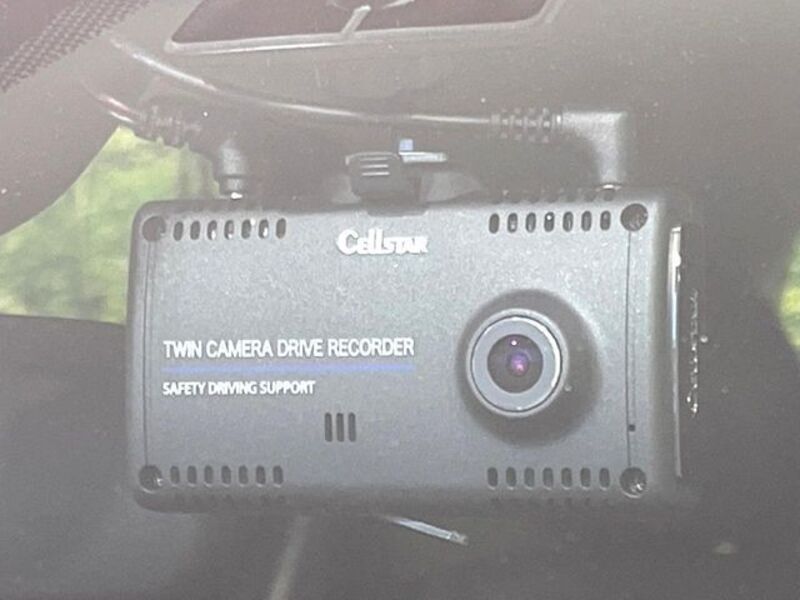 CELLSTAR
TWIN CAMERA DRIVE RECORDER
SAFETY DRIVING SUPPORT